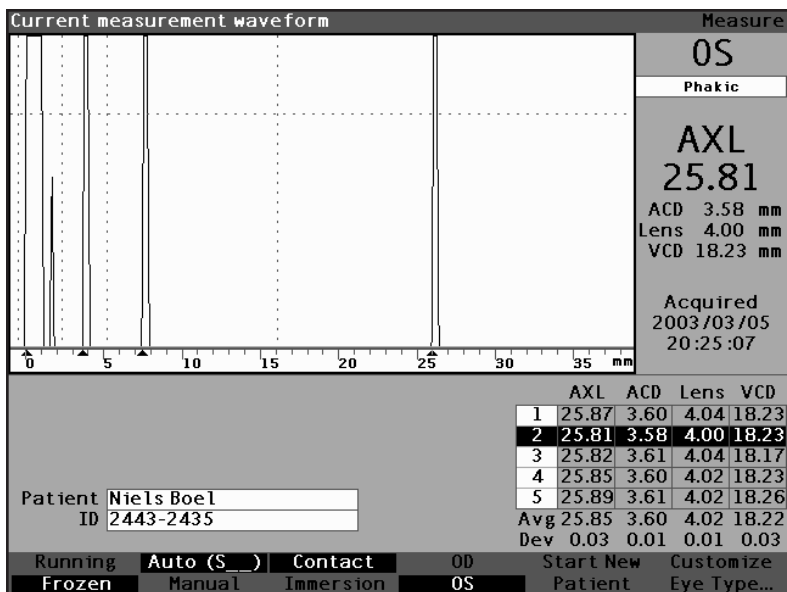 Current measurement waveform Measure
OS
Phakic
AXL
25.81
ACD 3.58 mm
Lens 4.00 mm
VCD 18.23 mm
Acquired
2003/03/05
20:25:07
0 5 10 15 20 25 30 35 mm
AXL ACD Lens VCD
1 25.87 3.60 4.04 18.23
2 25.81 3.58 4.00 18.23
3 25.82 3.61 4.04 18.17
4 25.85 3.60 4.02 18.23
5 25.89 3.61 4.02 18.26
Avg 25.85 3.60 4.02 18.22
Dev 0.03 0.01 0.01 0.03
Patient Niels Boel
ID 2443-2435
Running Auto (S__) Contact OD Start New Customize
Frozen Manual Immersion OS Patient Eye Type...